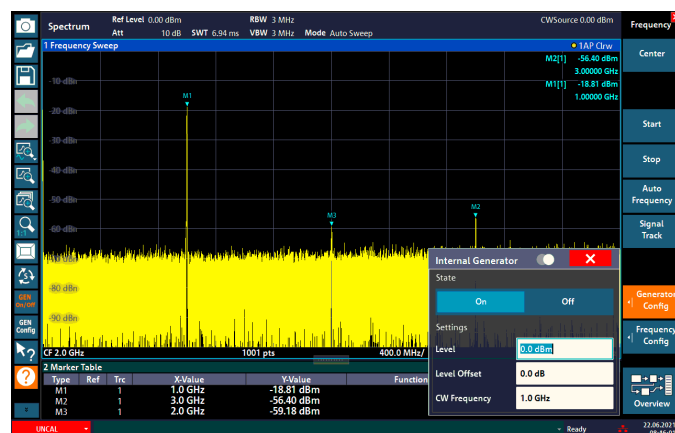 Spectrum
Ref Level 0.00 dBm RBW 3 MHz CWSource 0.00 dBm
Att 10 dB SWT 6.94 ms VBW 3 MHz Mode Auto Sweep
1 Frequency Sweep 1AP Clrw
M2[1] -56.40 dBm
3.00000 GHz
M1[1] -18.81 dBm
1.00000 GHz
-10 dBm
M1
-20 dBm
-30 dBm
-40 dBm
-50 dBm
M2
M3
-60 dBm
-80 dBm
-90 dBm
CF 2.0 GHz 1001 pts 400.0 MHz/
2 Marker Table
Type Ref Trc X-Value Y-Value Function
M1 1 1.0 GHz -18.81 dBm
M2 1 3.0 GHz -56.40 dBm
M3 1 2.0 GHz -59.18 dBm
Internal Generator X
State
On Off
Settings
Level 0.0 dBm
Level Offset 0.0 dB
CW Frequency 1.0 GHz
Frequency
Center
Start
Stop
Auto
Frequency
Signal
Track
Generator
Config
Frequency
Config
Overview
1:1
GEN
On/Off
GEN
Config
UNCAL
Ready
22.06.2021